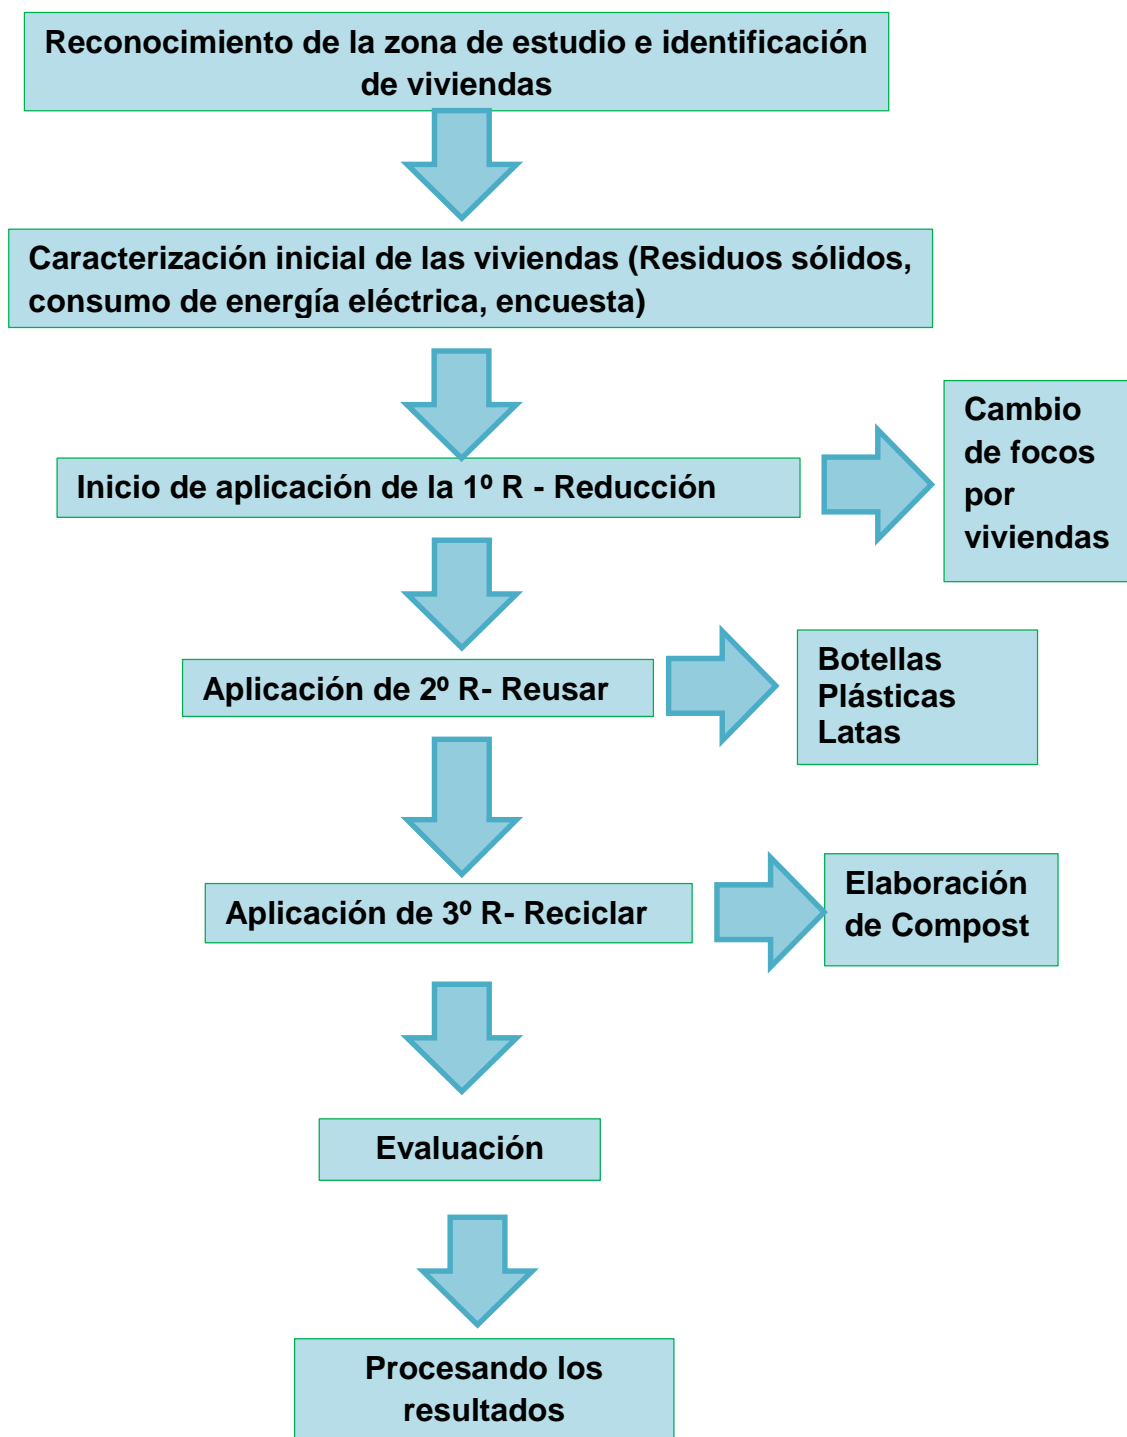 Reconocimiento de la zona de estudio e identificación
de viviendas
Caracterización inicial de las viviendas (Residuos sólidos,
consumo de energía eléctrica, encuesta)
Inicio de aplicación de la 1º R - Reducción
Cambio
de focos
por
viviendas
Aplicación de 2º R- Reusar
Botellas
Plásticas
Latas
Aplicación de 3º R- Reciclar
Elaboración
de Compost
Evaluación
Procesando los
resultados